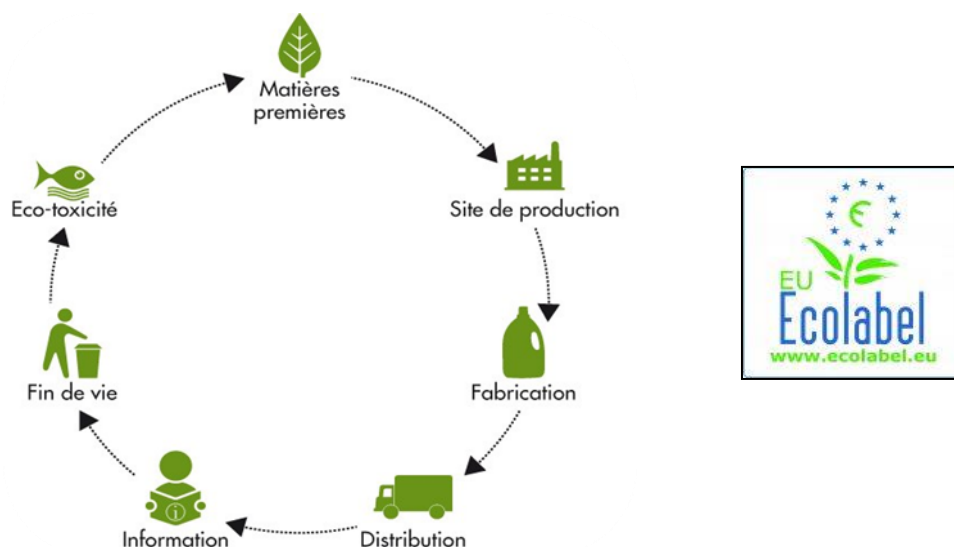 Matières
premières
Site de production
Fabrication
Distribution
Information
Fin de vie
Eco-toxicité
EU
Ecolabel
www.ecolabel.eu